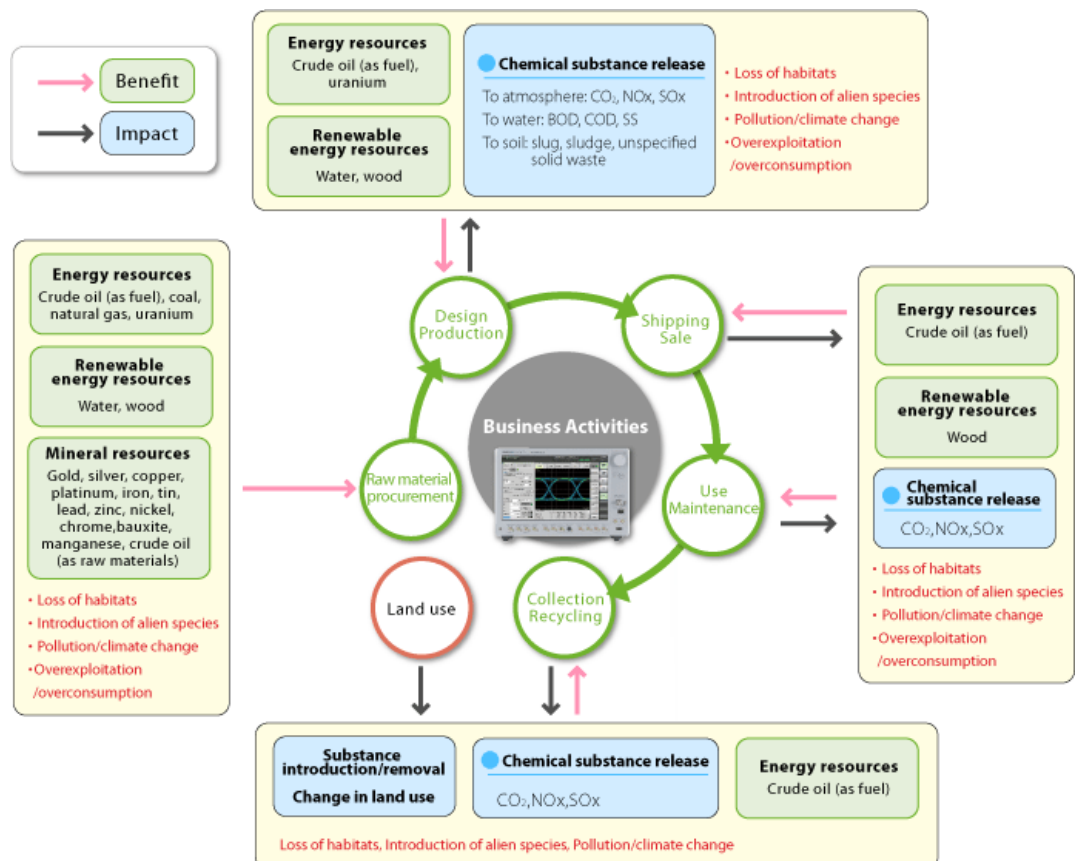 Benefit
Impact
Energy resources
Crude oil (as fuel),
uranium
Renewable
energy resources
Water, wood
Chemical substance release
To atmosphere: CO₂, NOx, SOx
To water: BOD, COD, SS
To soil: slug, sludge, unspecified
solid waste
• Loss of habitats
• Introduction of alien species
• Pollution/climate change
• Overexploitation
/overconsumption
Energy resources
Crude oil (as fuel), coal,
natural gas, uranium
Renewable
energy resources
Water, wood
Mineral resources
Gold, silver, copper,
platinum, iron, tin,
lead, zinc, nickel,
chrome,bauxite,
manganese, crude oil
(as raw materials)
• Loss of habitats
• Introduction of alien species
• Pollution/climate change
•Overexploitation
/overconsumption
Design
Production
Shipping
Sale
Business Activities
Raw material
procurement
Use
Maintenance
Land use
Collection
Recycling
Energy resources
Crude oil (as fuel)
Renewable
energy resources
Wood
Chemical
substance release
CO₂,NOx,SOx
• Loss of habitats
• Introduction of alien species
• Pollution/climate change
•Overexploitation
/overconsumption
Substance
introduction/removal
Change in land use
Chemical substance release
CO₂,NOx,SOx
Energy resources
Crude oil (as fuel)
Loss of habitats, Introduction of alien species, Pollution/climate change